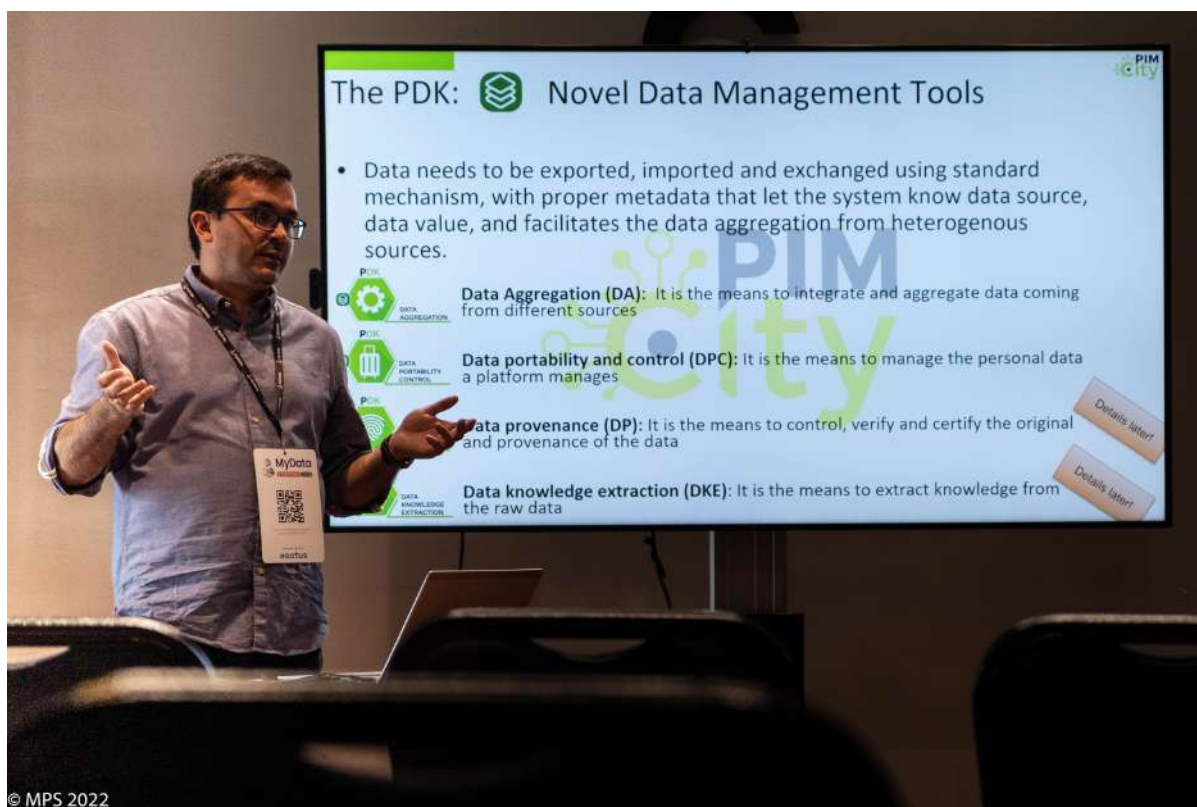 PIM
City
The PDK: Novel Data Management Tools
• Data needs to be exported, imported and exchanged using standard
mechanism, with proper metadata that let the system know data source,
data value, and facilitates the data aggregation from heterogenous
sources.
PIM
City
PDK
DATA
AGGREGATION
Data Aggregation (DA): It is the means to integrate and aggregate data coming
from different sources
PDK
DATA
PORTABILITY
CONTROL
Data portability and control (DPC): It is the means to manage the personal data
a platform manages
PDK
ata provenance (DP): It is the means to control, verify and certify the original
and provenance of the data
Details later!
DATA
KNOWLEDGE
EXTRACTION
Data knowledge extraction (DKE): It is the means to extract knowledge from
the raw data
Details later!
MyData
esatus
© MPS 2022